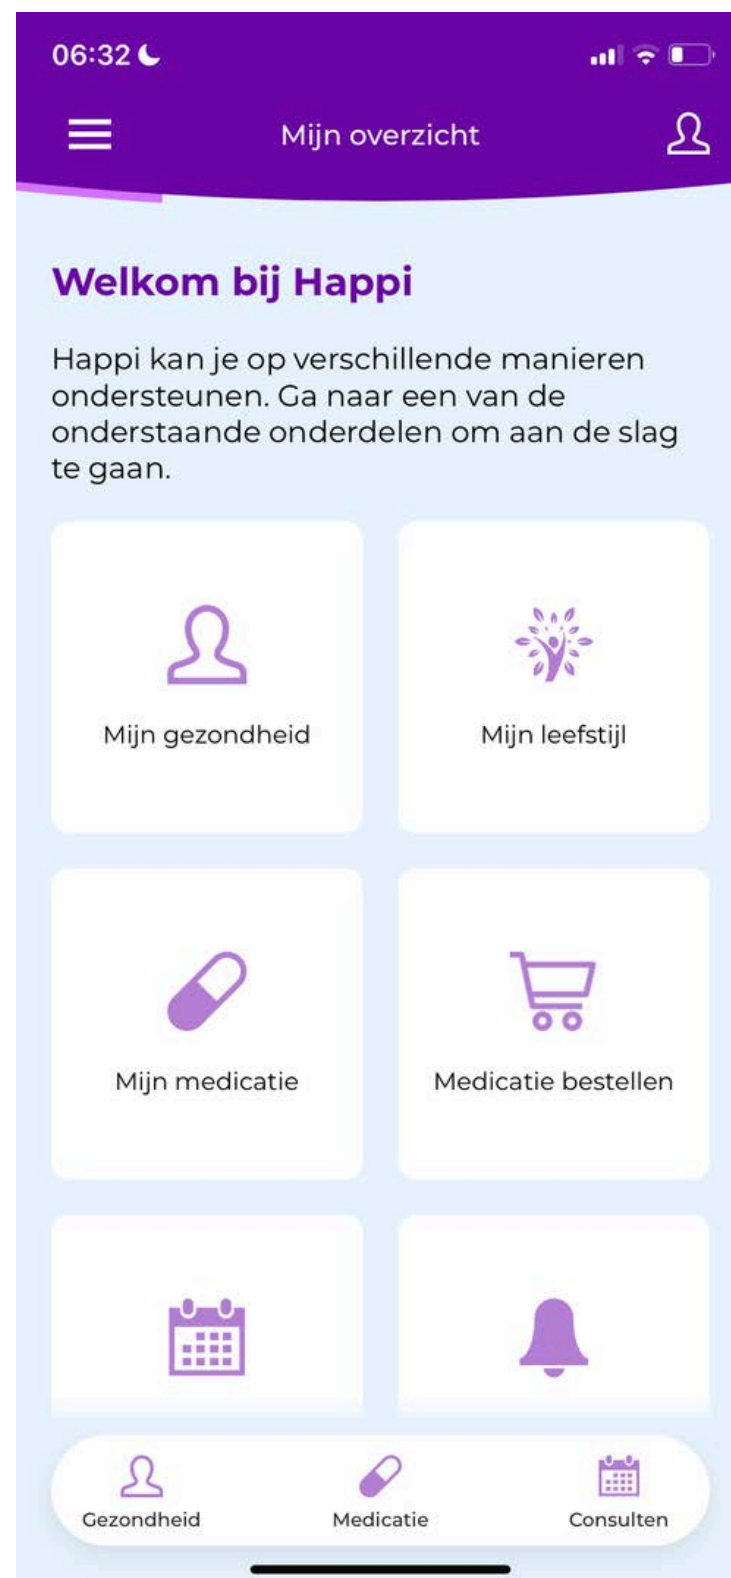 06:32
Mijn overzicht
Welkom bij Happi
Happi kan je op verschillende manieren
ondersteunen. Ga naar een van de
onderstaande onderdelen om aan de slag
te gaan.
Mijn gezondheid
Mijn leefstijl
Mijn medicatie
Medicatie bestellen
Gezondheid
Medicatie
Consulten